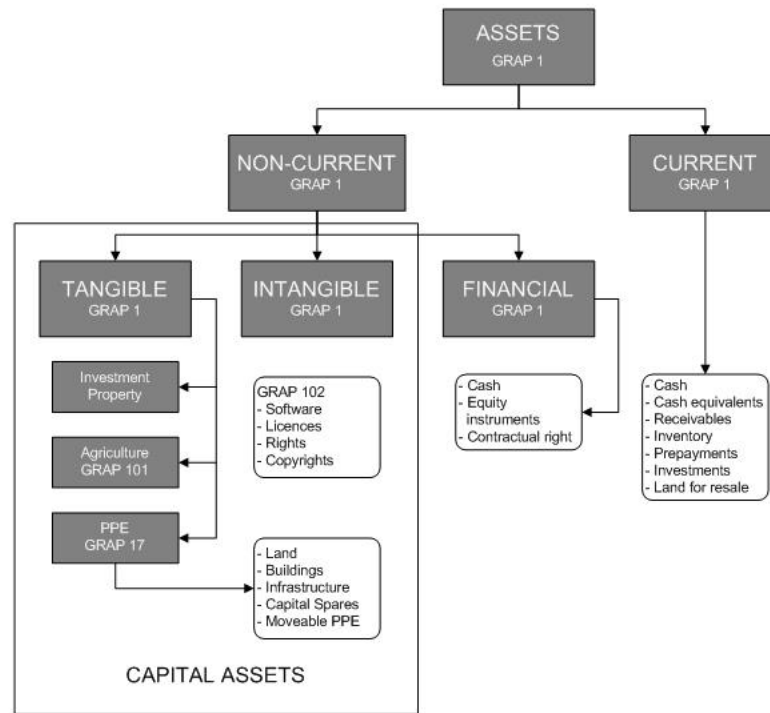 ASSETS
GRAP 1
NON-CURRENT
GRAP 1
CURRENT
GRAP 1
TANGIBLE
GRAP 1
INTANGIBLE
GRAP 1
FINANCIAL
GRAP 1
Investment
Property
Agriculture
GRAP 101
PPE
GRAP 17
GRAP 102
- Software
- Licences
- Rights
- Copyrights
- Land
- Buildings
- Infrastructure
- Capital Spares
- Moveable PPE
- Cash
- Equity
instruments
- Contractual right
- Cash
- Cash equivalents
- Receivables
- Inventory
- Prepayments
- Investments
- Land for resale
CAPITAL ASSETS